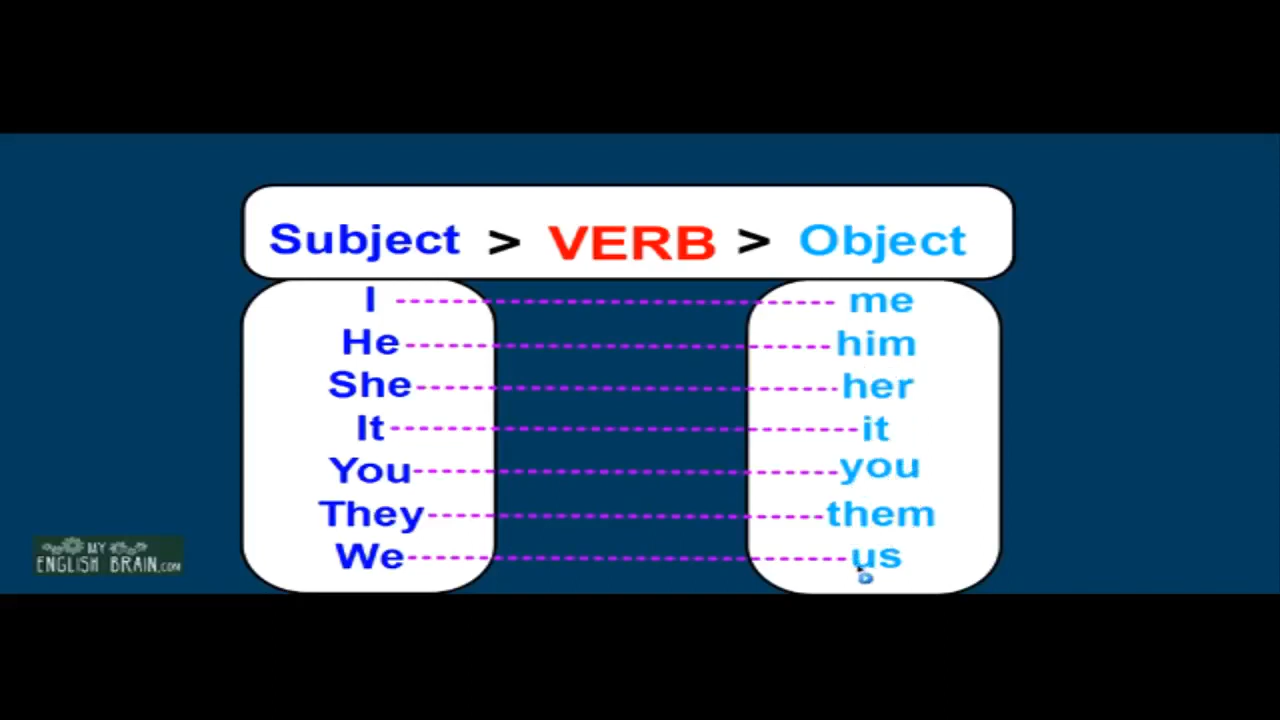 Subject > VERB > Object
I me
He him
She her
It it
You you
They them
We us
MY
ENGLISH BRAIN.COM